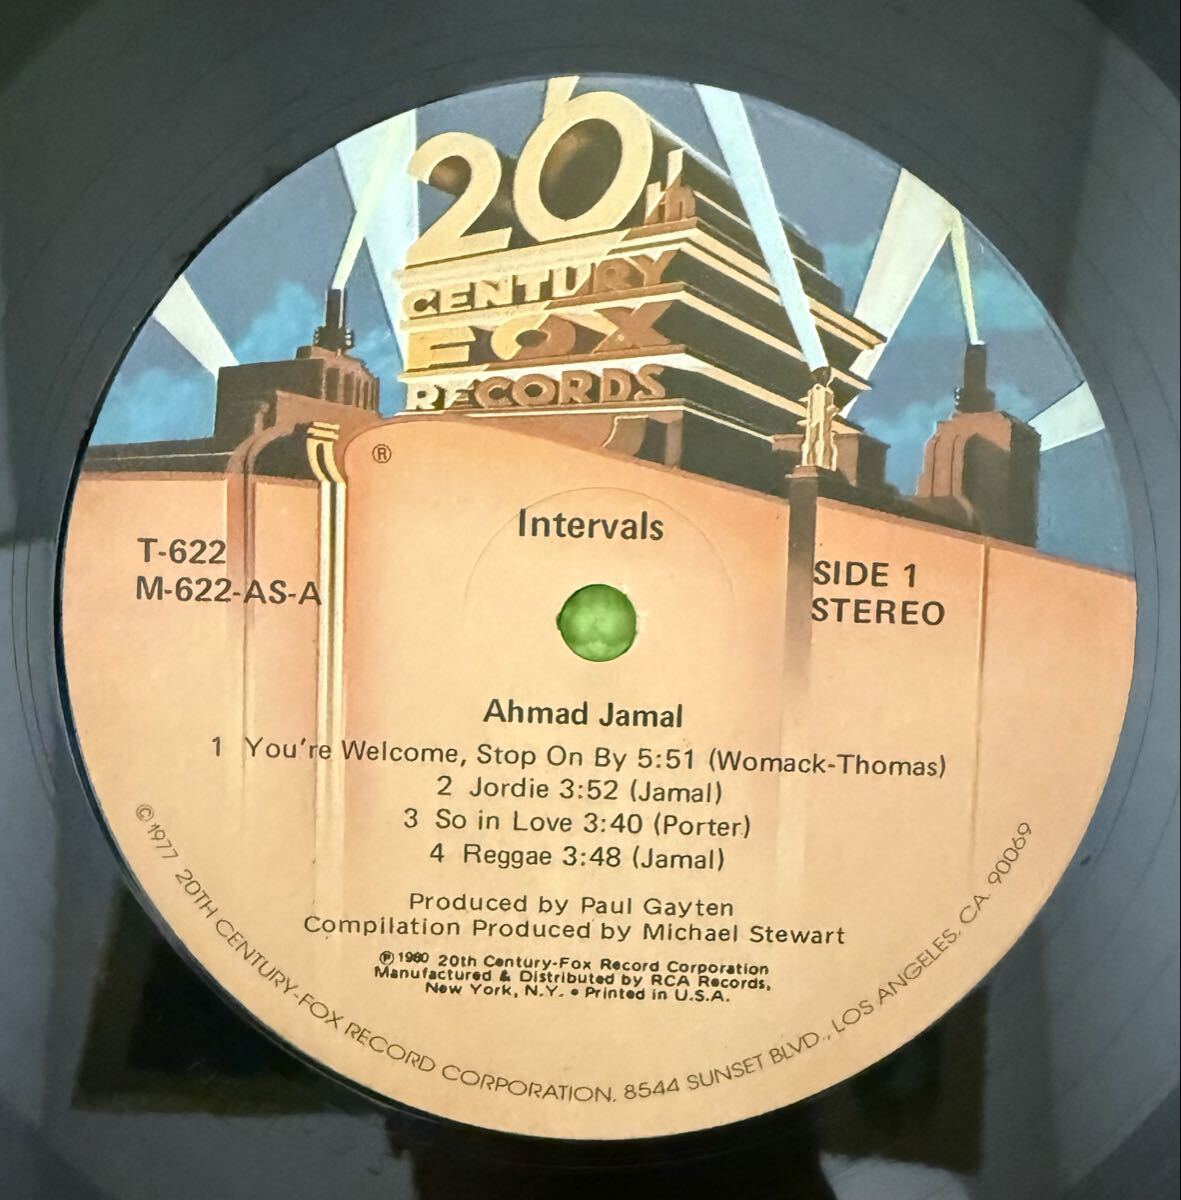 20th
CENTURY
FOX
RECORDS
®
Intervals
T-622
M-622-AS-A
SIDE 1
STEREO
Ahmad Jamal
1 You're Welcome, Stop On By 5:51 (Womack-Thomas)
2 Jordie 3:52 (Jamal)
3 So in Love 3:40 (Porter)
4 Reggae 3:48 (Jamal)
Produced by Paul Gayten
Compilation Produced by Michael Stewart
℗ 1980 20th Century-Fox Record Corporation
Manufactured & Distributed by RCA Records,
New York, N.Y. • Printed in U.S.A.
© 1977 20TH CENTURY-FOX RECORD CORPORATION, 8544 SUNSET BLVD., LOS ANGELES, CA. 90069